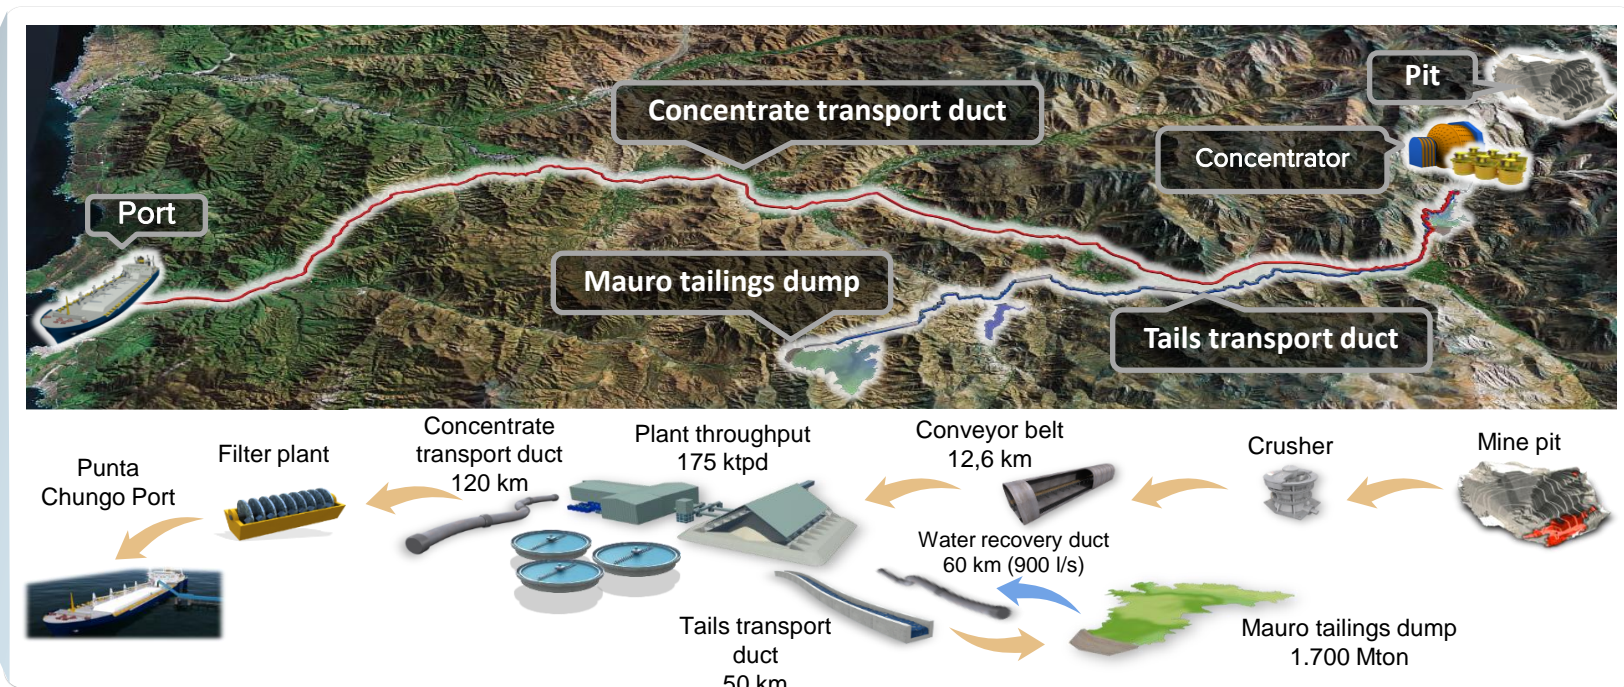 Pit
Concentrate transport duct
Concentrator
Port
Mauro tailings dump
Tails transport duct
Punta
Chungo Port
Filter plant
Concentrate
transport duct
120 km
Plant throughput
175 ktpd
Conveyor belt
12,6 km
Crusher
Mine pit
Water recovery duct
60 km (900 l/s)
Tails transport
duct
50 km
Mauro tailings dump
1.700 Mton